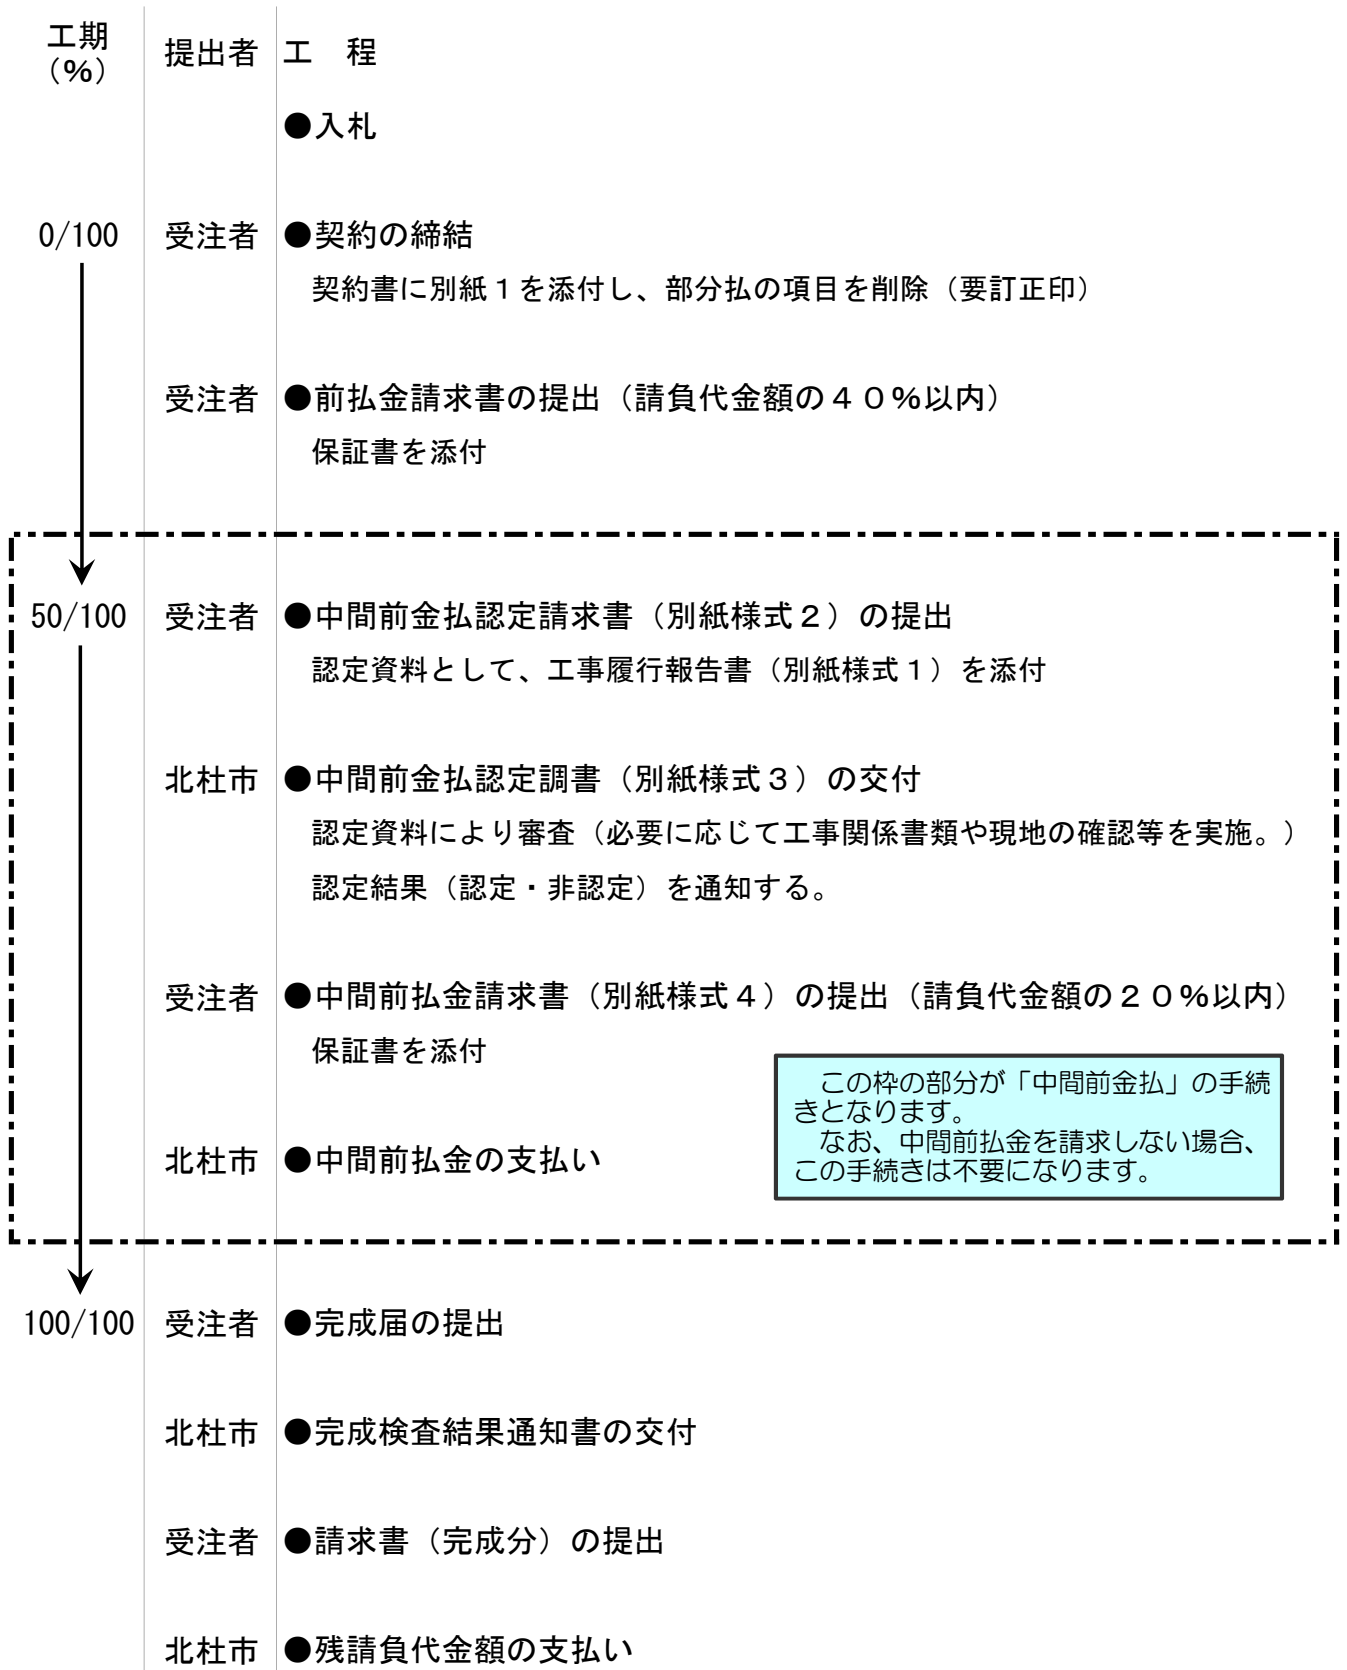 工期
（%）
提出者
工　程
●入札
0/100
受注者
●契約の締結
契約書に別紙１を添付し、部分払の項目を削除（要訂正印）
受注者
●前払金請求書の提出（請負代金額の４０％以内）
保証書を添付
50/100
受注者
●中間前金払認定請求書（別紙様式２）の提出
認定資料として、工事履行報告書（別紙様式１）を添付
北杜市
●中間前金払認定調書（別紙様式３）の交付
認定資料により審査（必要に応じて工事関係書類や現地の確認等を実施。）
認定結果（認定・非認定）を通知する。
受注者
●中間前払金請求書（別紙様式４）の提出（請負代金額の２０％以内）
保証書を添付
この枠の部分が「中間前金払」の手続
きとなります。
なお、中間前払金を請求しない場合、
この手続きは不要になります。
北杜市
●中間前払金の支払い
100/100
受注者
●完成届の提出
北杜市
●完成検査結果通知書の交付
受注者
●請求書（完成分）の提出
北杜市
●残請負代金額の支払い